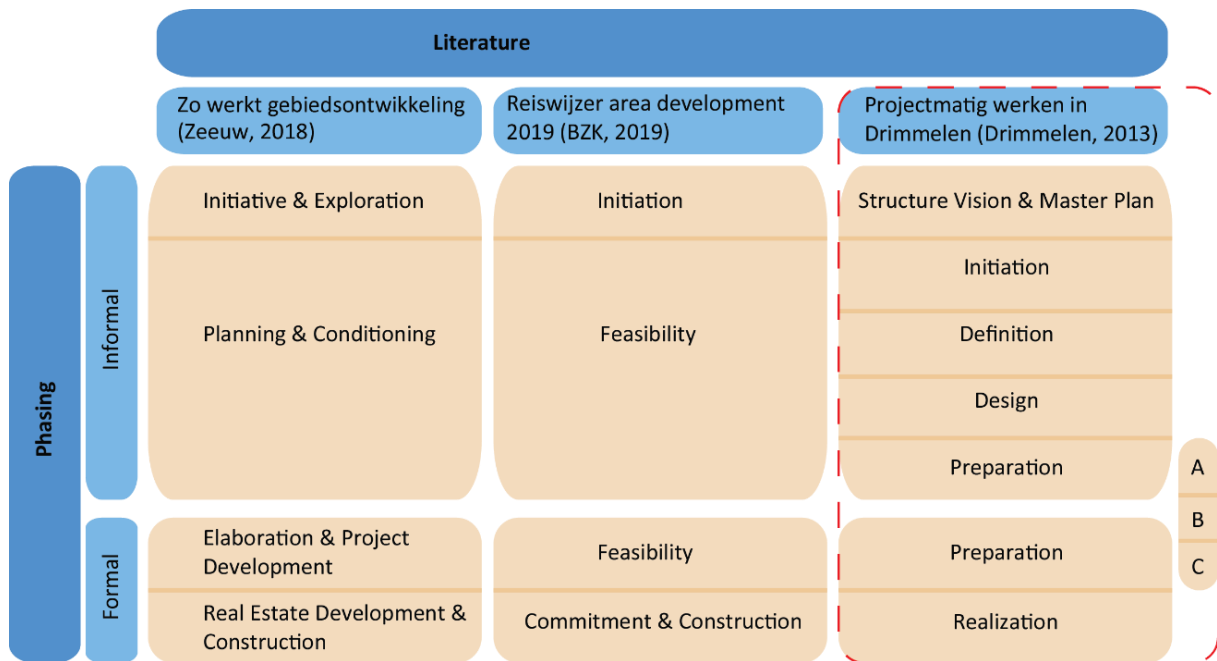 Literature
Zo werkt gebiedsontwikkeling
(Zeeuw, 2018)
Reiswijzer area development
2019 (BZK, 2019)
Projectmatig werken in
Drimmelen (Drimmelen, 2013)
Phasing
Informal
Initiative & Exploration
Initiation
Structure Vision & Master Plan
Initiation
Planning & Conditioning
Feasibility
Definition
Design
Preparation
A
B
C
Formal
Elaboration & Project
Development
Feasibility
Preparation
Real Estate Development &
Construction
Commitment & Construction
Realization